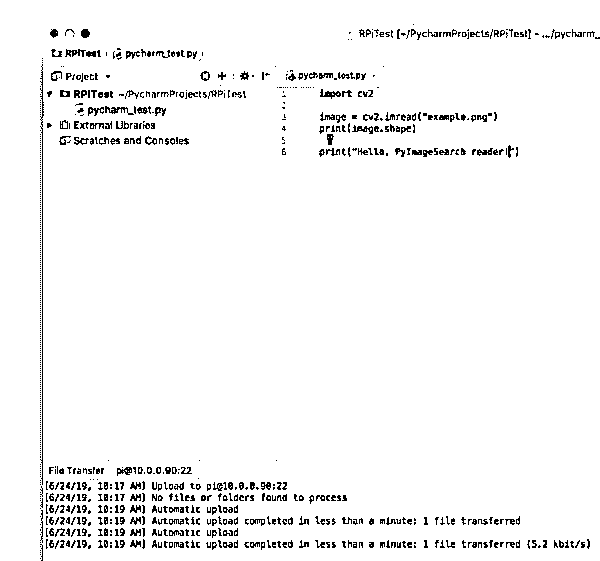 RPiTest [~/PycharmProjects/RPiTest] - .../pycharm_
RPiTest pycharm_test.py
Project
pycharm_test.py
RPiTest ~/PycharmProjects/RPiTest
pycharm_test.py
External Libraries
Scratches and Consoles
1 import cv2
2
3 image = cv2.imread("example.png")
4 print(image.shape)
5
6 print("Hello, PyImageSearch reader!")
File Transfer pi@10.0.0.90:22
[6/24/19, 10:17 AM] Upload to pi@10.0.0.90:22
[6/24/19, 10:17 AM] No files or folders found to process
[6/24/19, 10:19 AM] Automatic upload
[6/24/19, 10:19 AM] Automatic upload completed in less than a minute: 1 file transferred
[6/24/19, 10:19 AM] Automatic upload
[6/24/19, 10:19 AM] Automatic upload completed in less than a minute: 1 file transferred (5.2 kbit/s)